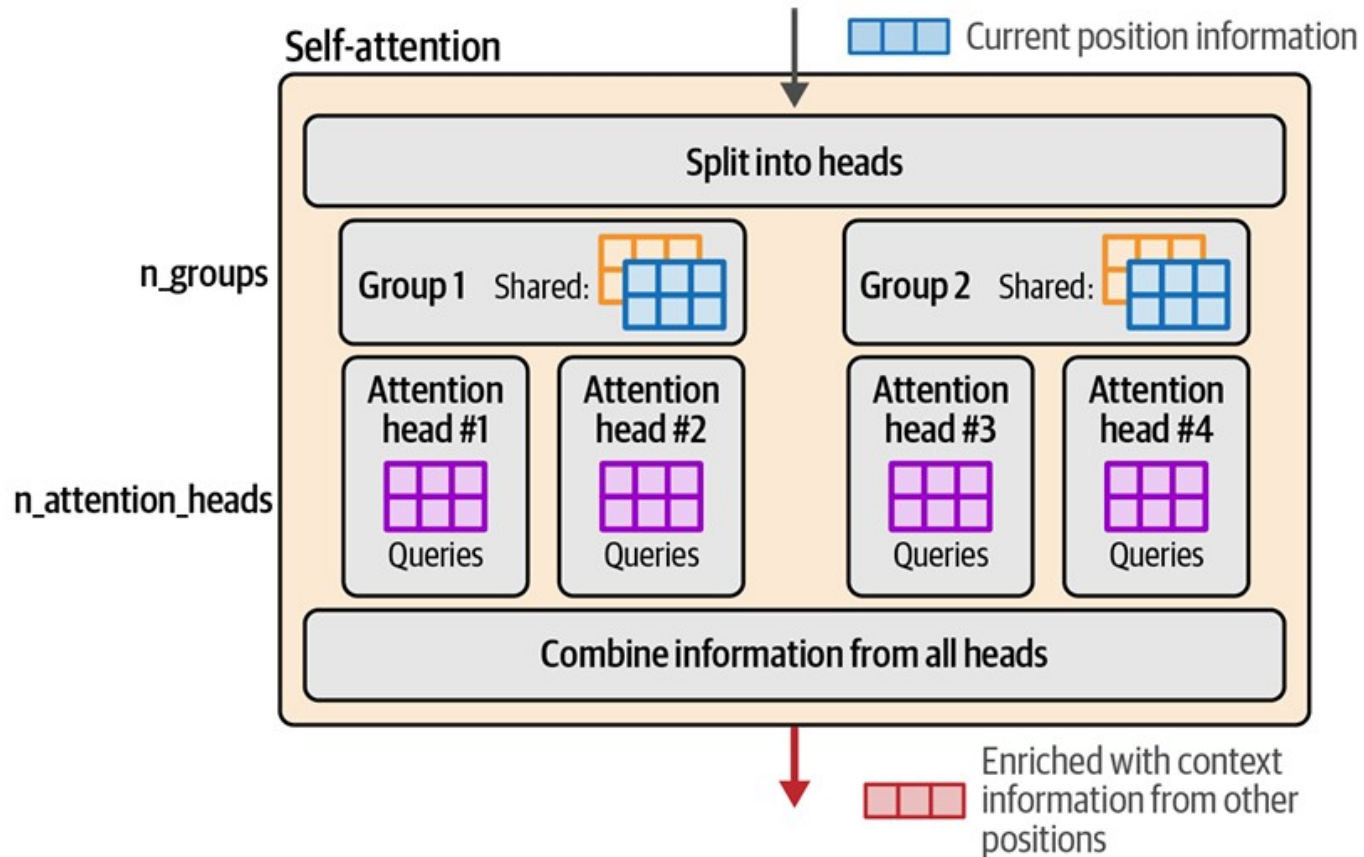 Self-attention
Current position information
Split into heads
n_groups
Group 1 Shared:
Group 2 Shared:
n_attention_heads
Attention
head #1
Queries
Attention
head #2
Queries
Attention
head #3
Queries
Attention
head #4
Queries
Combine information from all heads
Enriched with context
information from other
positions